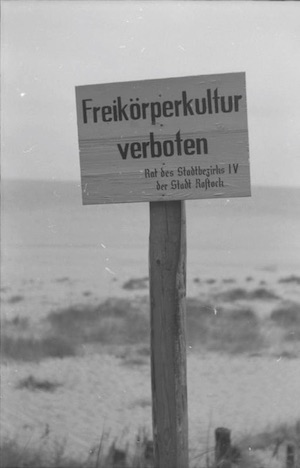 Freikörperkultur
verboten
Rat des Stadtbezirks IV
der Stadt Rostock